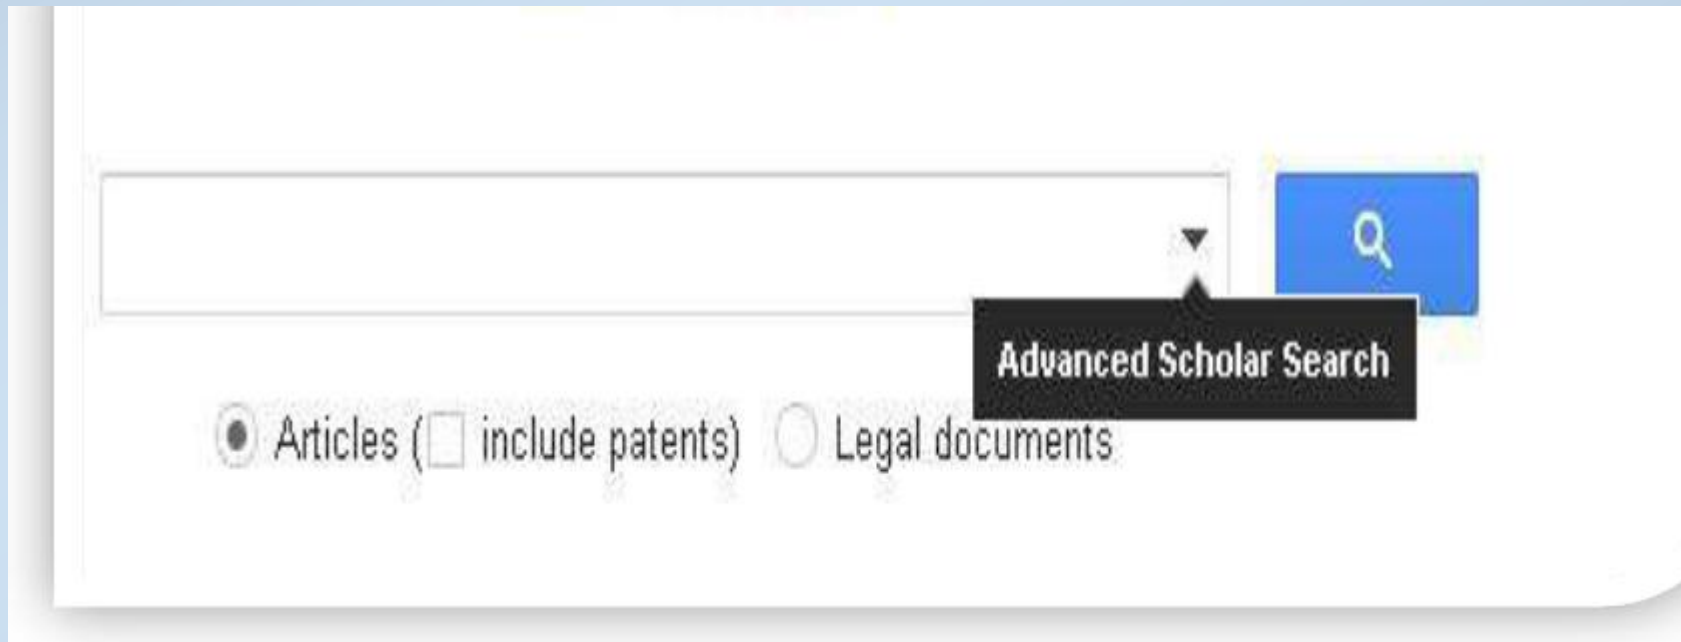 Advanced Scholar Search
Articles ( include patents) Legal documents